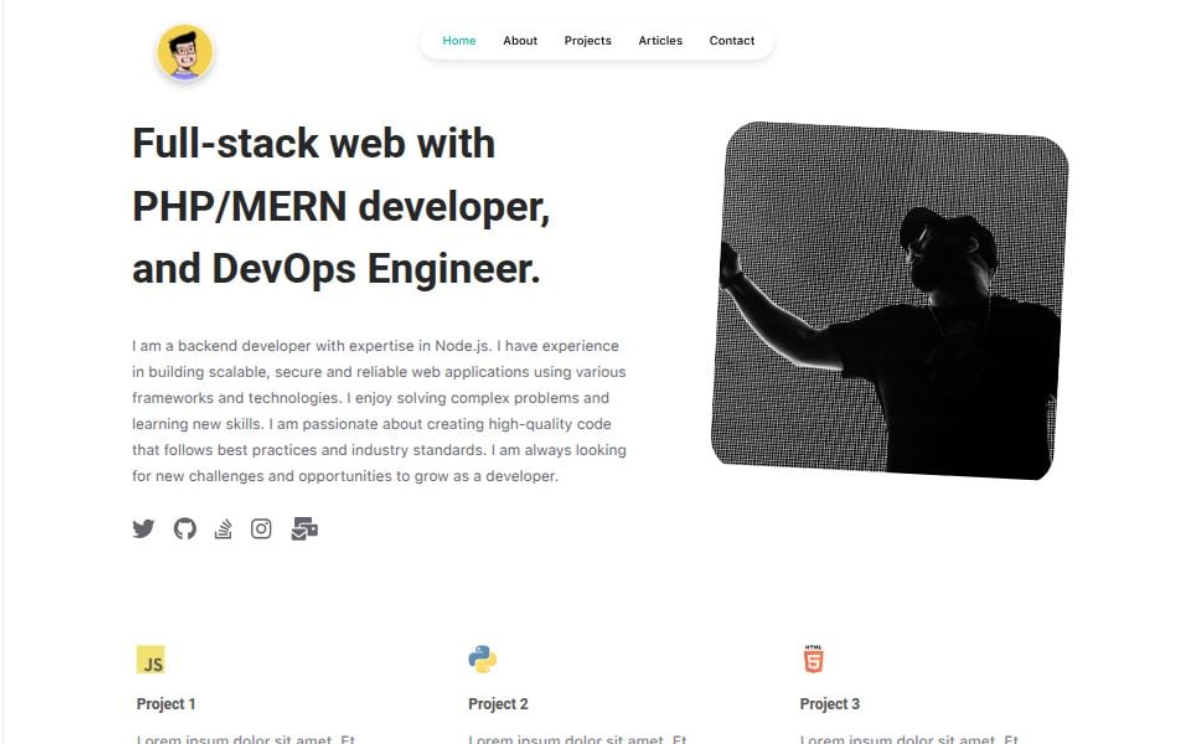 Home About Projects Articles Contact
Full-stack web with
PHP/MERN developer,
and DevOps Engineer.
I am a backend developer with expertise in Node.js. I have experience
in building scalable, secure and reliable web applications using various
frameworks and technologies. I enjoy solving complex problems and
learning new skills. I am passionate about creating high-quality code
that follows best practices and industry standards. I am always looking
for new challenges and opportunities to grow as a developer.
JS
HTML
5
Project 1 Project 2 Project 3
Lorem ipsum dolor sit amet. Et Lorem ipsum dolor sit amet. Et Lorem ipsum dolor sit amet. Et